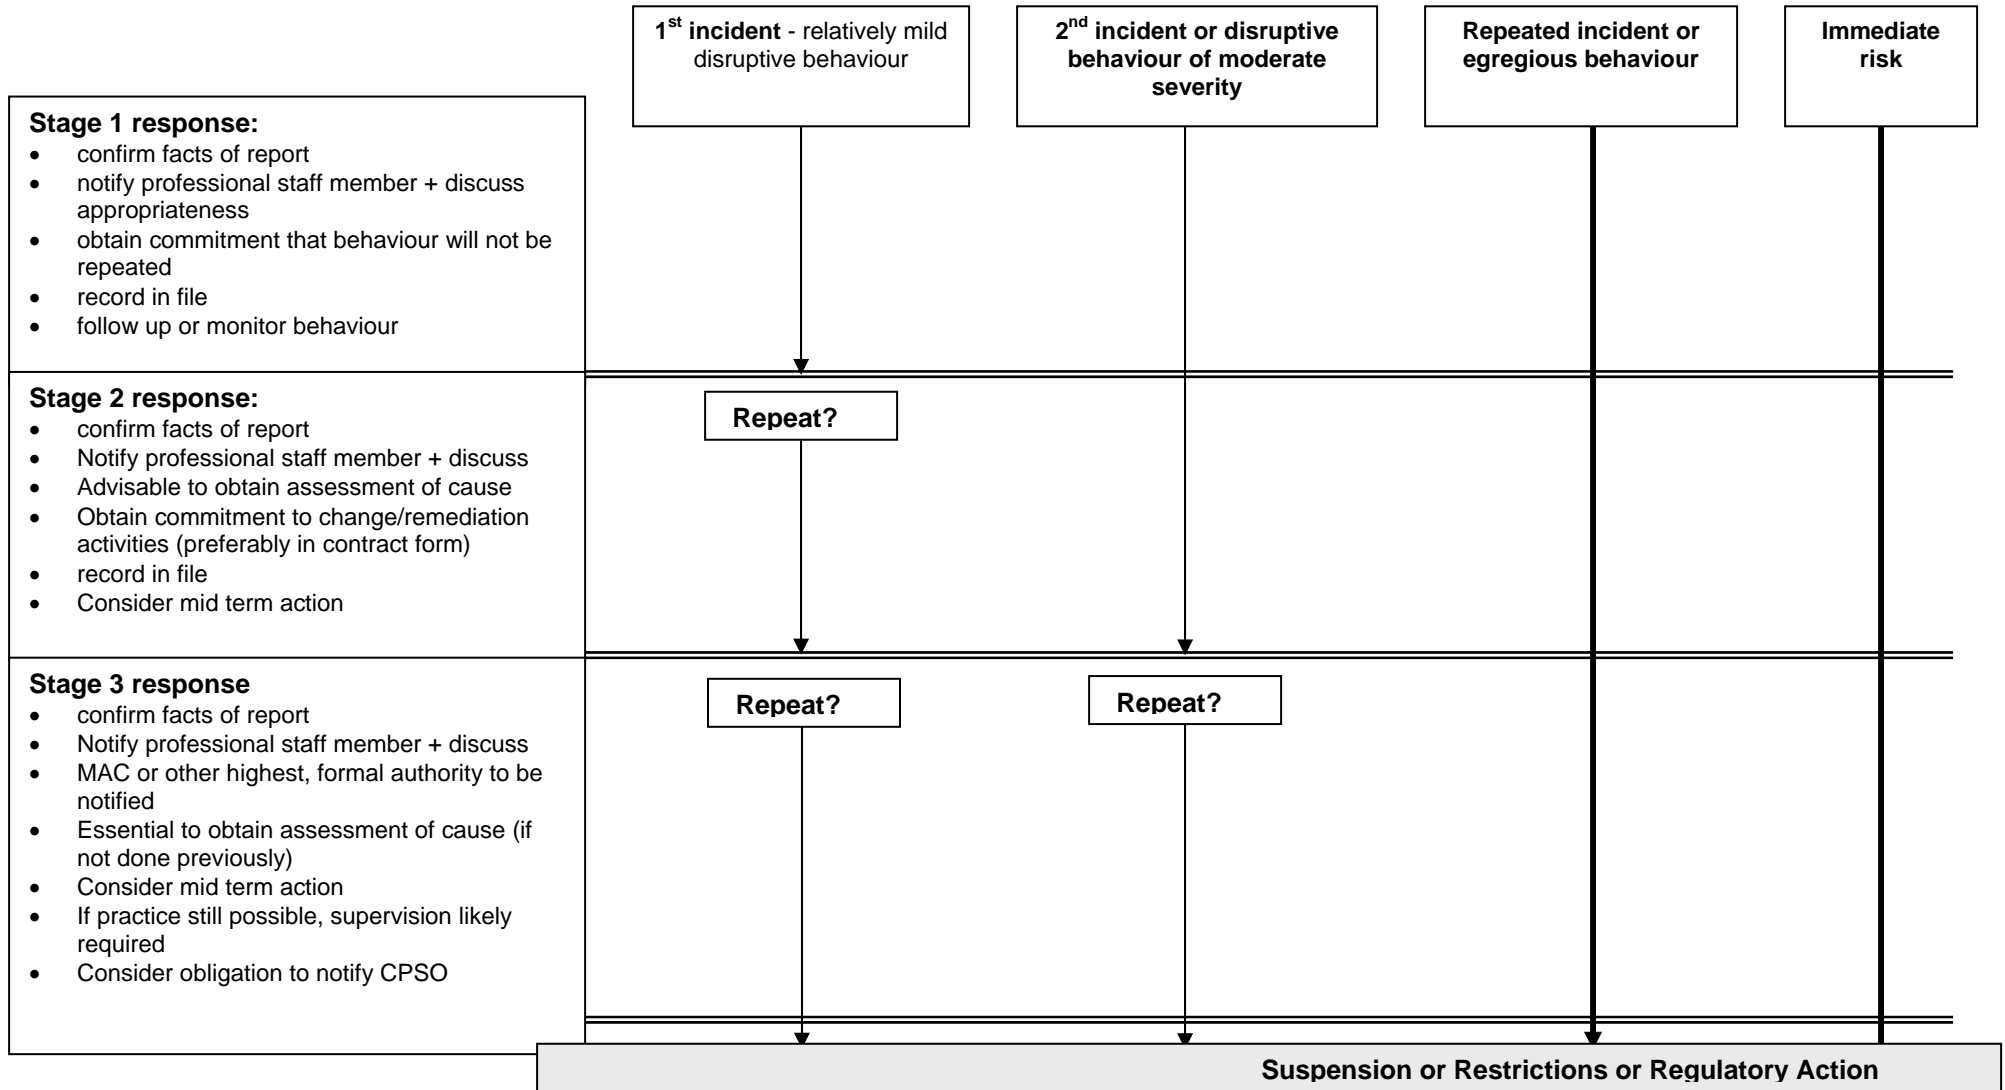 1st incident - relatively mild
disruptive behaviour
2nd incident or disruptive
behaviour of moderate
severity
Repeated incident or
egregious behaviour
Immediate
risk
Stage 1 response:
• confirm facts of report
• notify professional staff member + discuss
appropriateness
• obtain commitment that behaviour will not be
repeated
• record in file
• follow up or monitor behaviour
Stage 2 response:
• confirm facts of report
• Notify professional staff member + discuss
• Advisable to obtain assessment of cause
• Obtain commitment to change/remediation
activities (preferably in contract form)
• record in file
• Consider mid term action
Repeat?
Stage 3 response
• confirm facts of report
• Notify professional staff member + discuss
• MAC or other highest, formal authority to be
notified
• Essential to obtain assessment of cause (if
not done previously)
• Consider mid term action
• If practice still possible, supervision likely
required
• Consider obligation to notify CPSO
Repeat?
Repeat?
Suspension or Restrictions or Regulatory Action